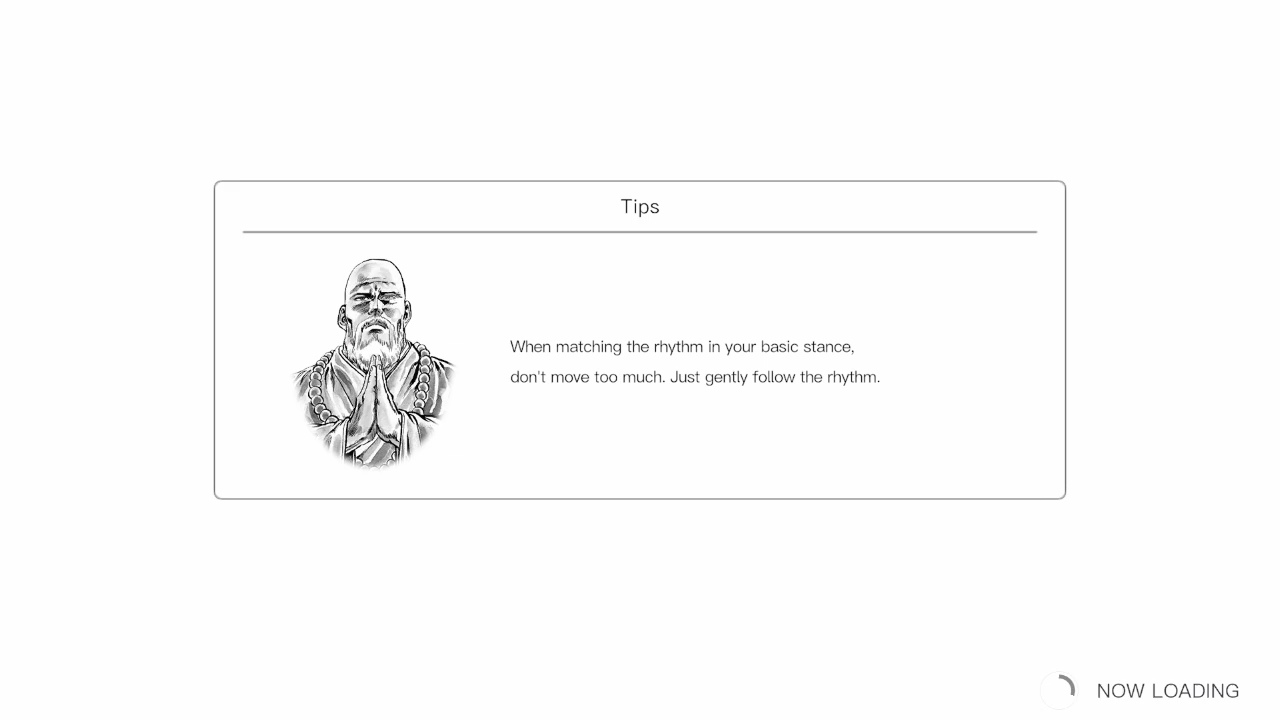 Tips
When matching the rhythm in your basic stance,
don't move too much. Just gently follow the rhythm.
NOW LOADING